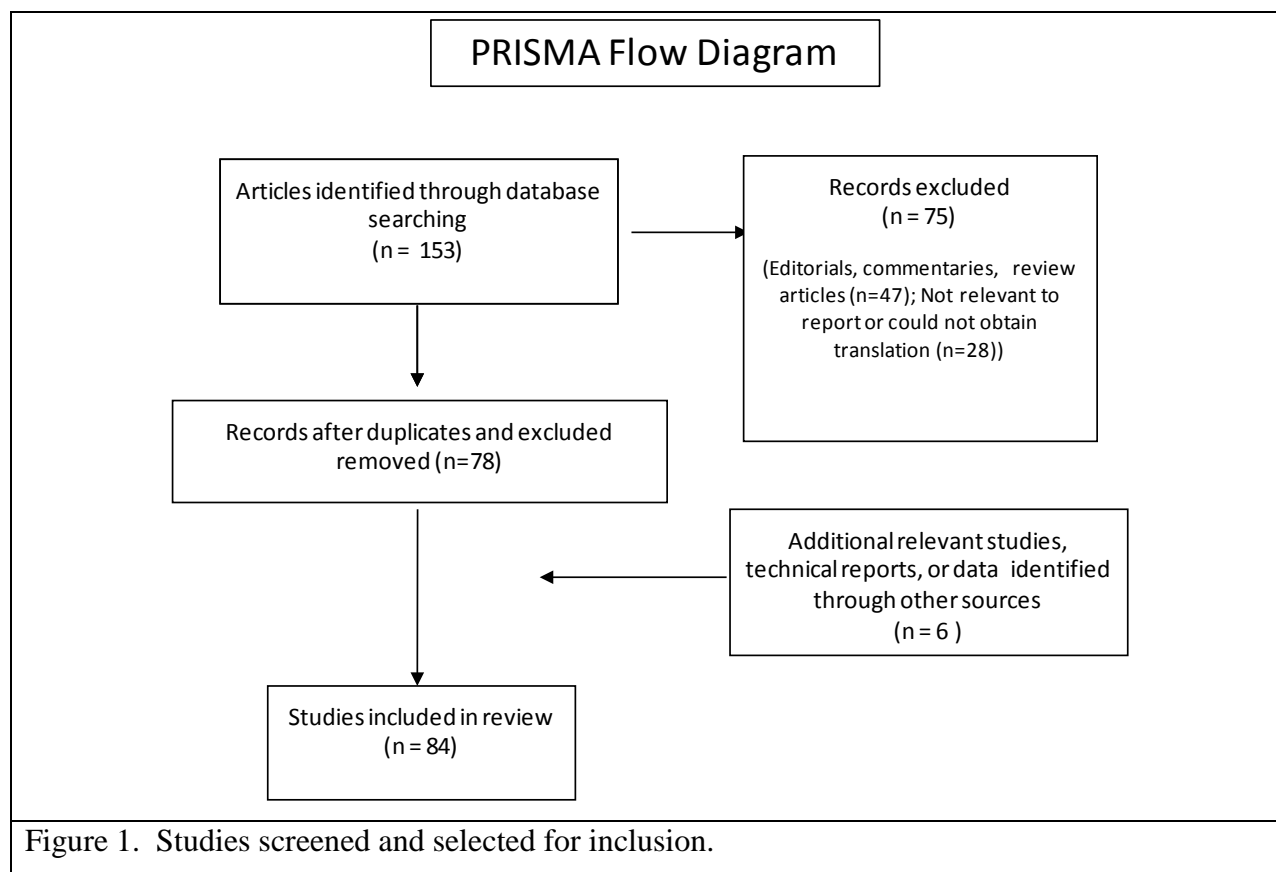 PRISMA Flow Diagram
Articles identified through database
searching
(n = 153)
Records excluded
(n = 75)
(Editorials, commentaries, review
articles (n=47); Not relevant to
report or could not obtain
translation (n=28))
Records after duplicates and excluded
removed (n=78)
Additional relevant studies,
technical reports, or data identified
through other sources
(n = 6 )
Studies included in review
(n = 84)
Figure 1. Studies screened and selected for inclusion.